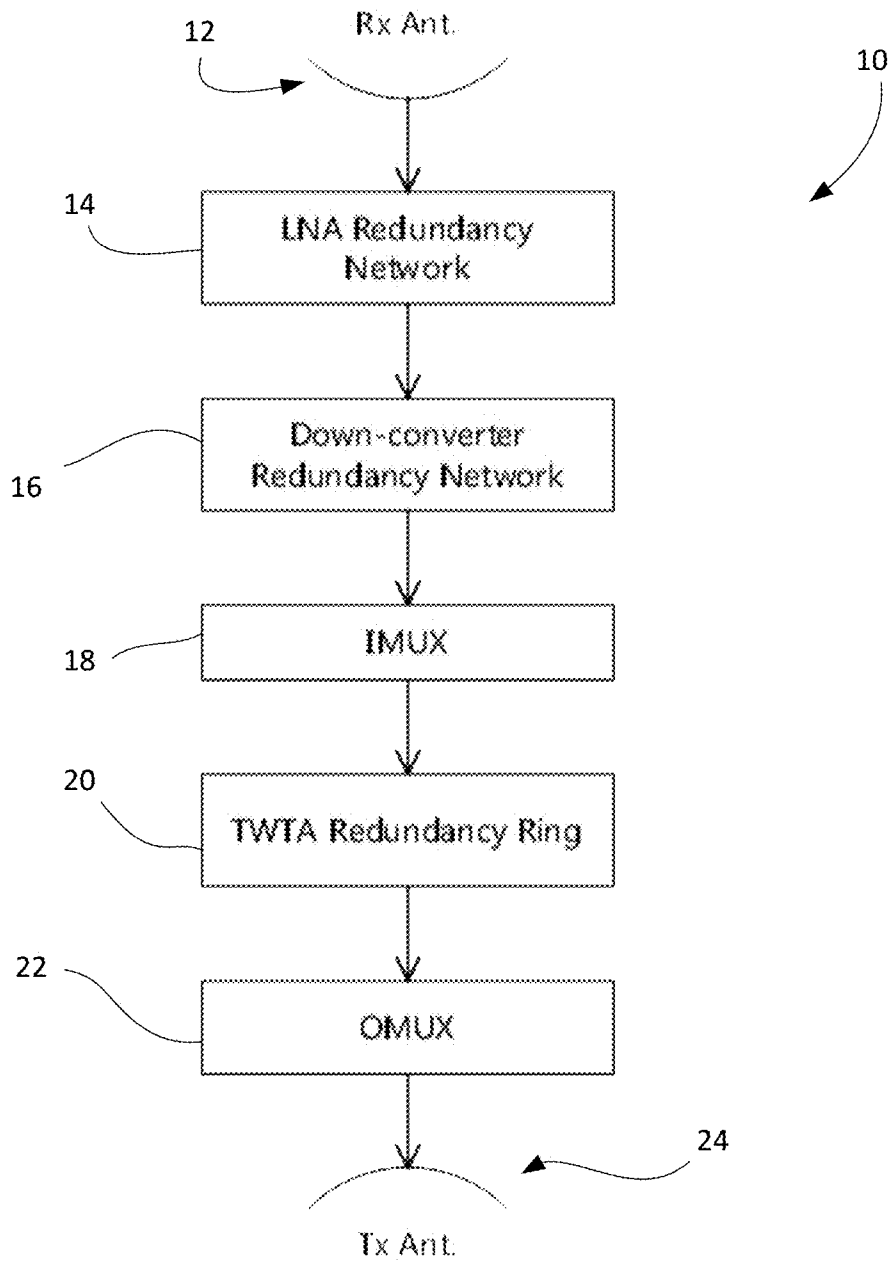 Rx Ant.
12
10
14
LNA Redundancy
Network
Down-converter
Redundancy Network
16
IMUX
18
20
TWTA Redundancy Ring
22
OMUX
24
Tx Ant.